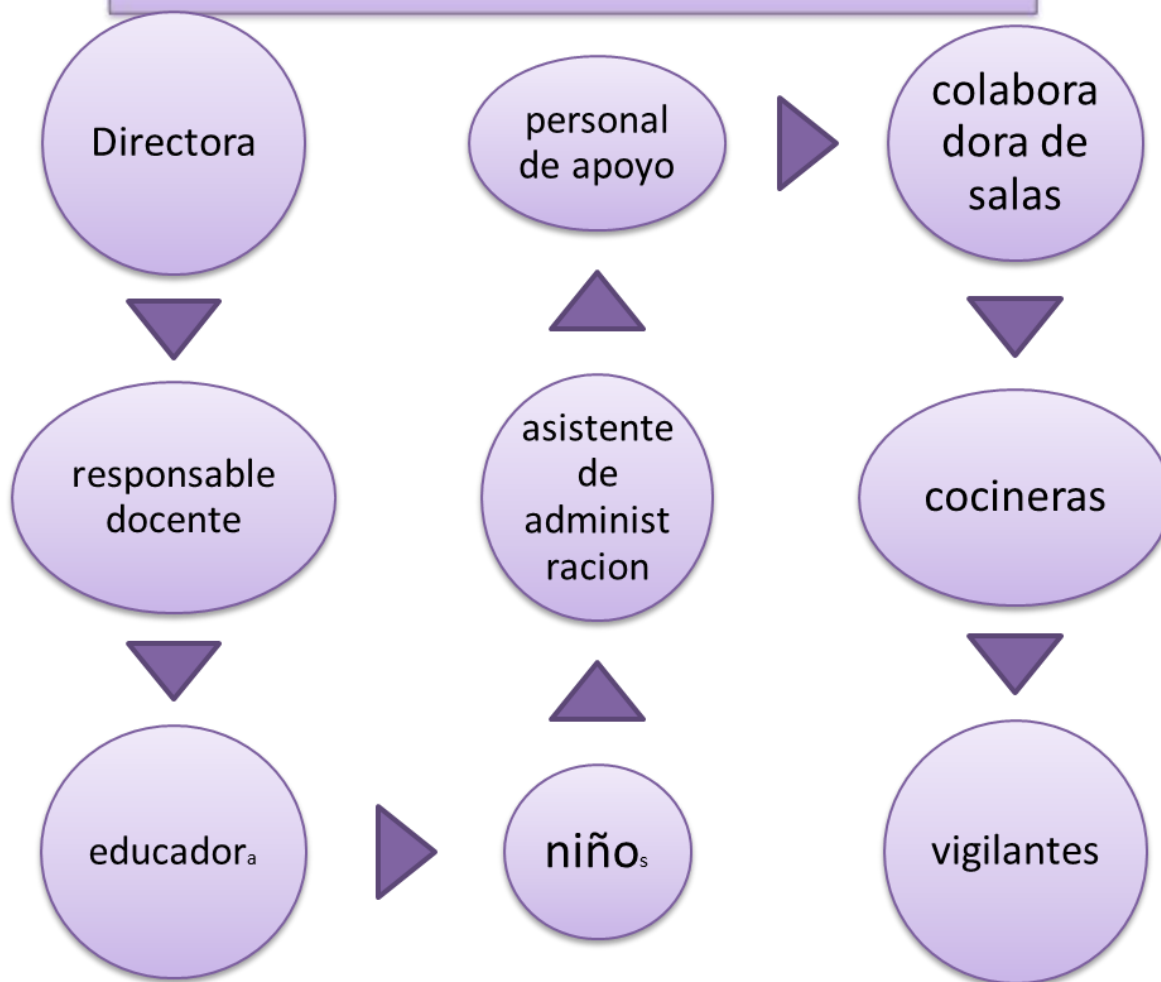 Directora
responsable
docente
educadora
niños
asistente
de
administ
racion
personal
de apoyo
colabora
dora de
salas
cocineras
vigilantes